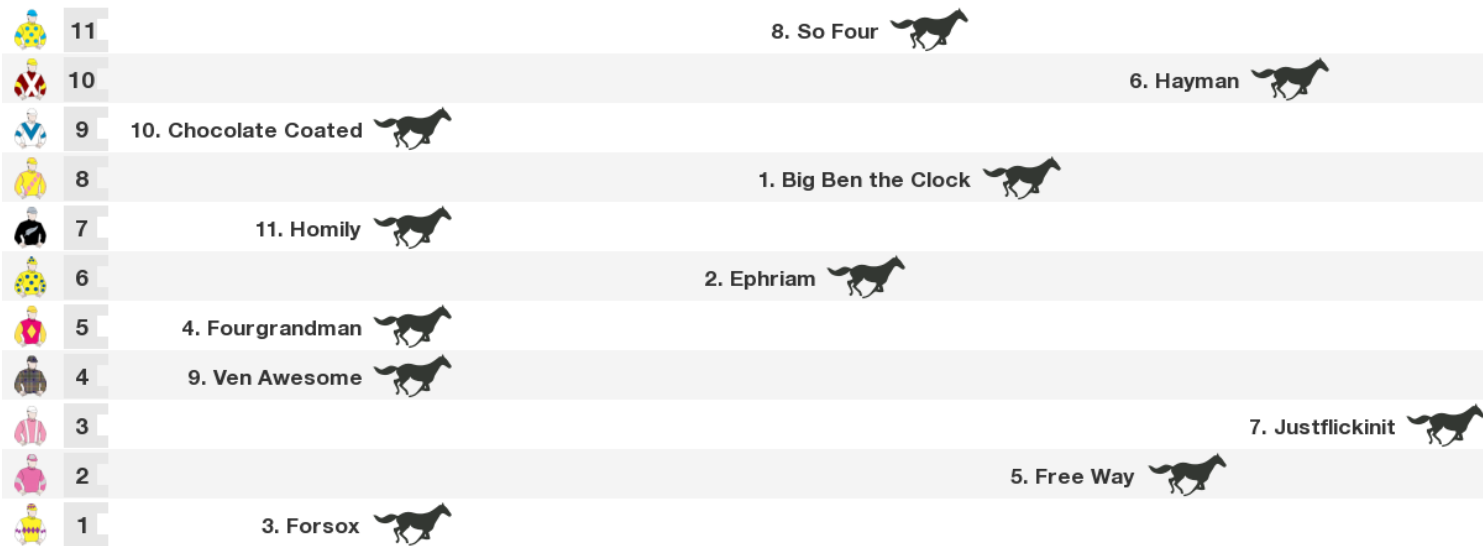 11 8. So Four
10 6. Hayman
9 10. Chocolate Coated
8 1. Big Ben the Clock
7 11. Homily
6 2. Ephriam
5 4. Fourgrandman
4 9. Ven Awesome
3 7. Justflickinit
2 5. Free Way
1 3. Forsox